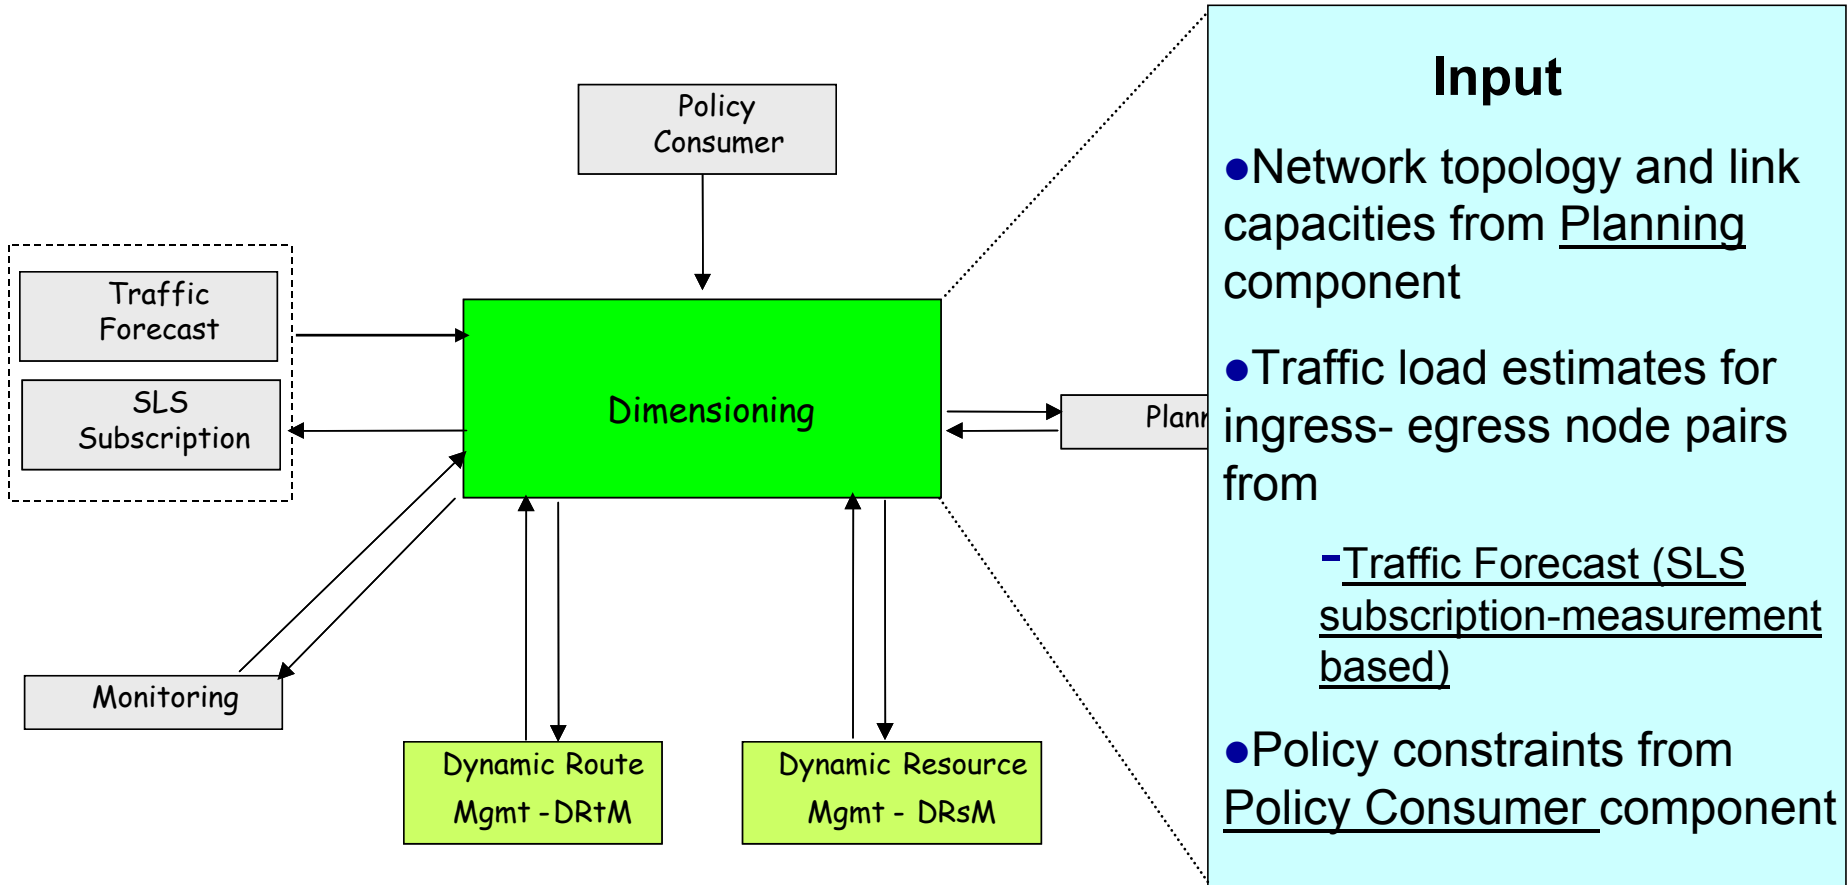 Policy
Consumer
Traffic
Forecast
SLS
Subscription
Dimensioning
Monitoring
Dynamic Route
Mgmt - DRtM
Dynamic Resource
Mgmt - DRsM
Plann
Input
●Network topology and link
capacities from Planning
component
●Traffic load estimates for
ingress- egress node pairs
from
-Traffic Forecast (SLS
subscription-measurement
based)
●Policy constraints from
Policy Consumer component